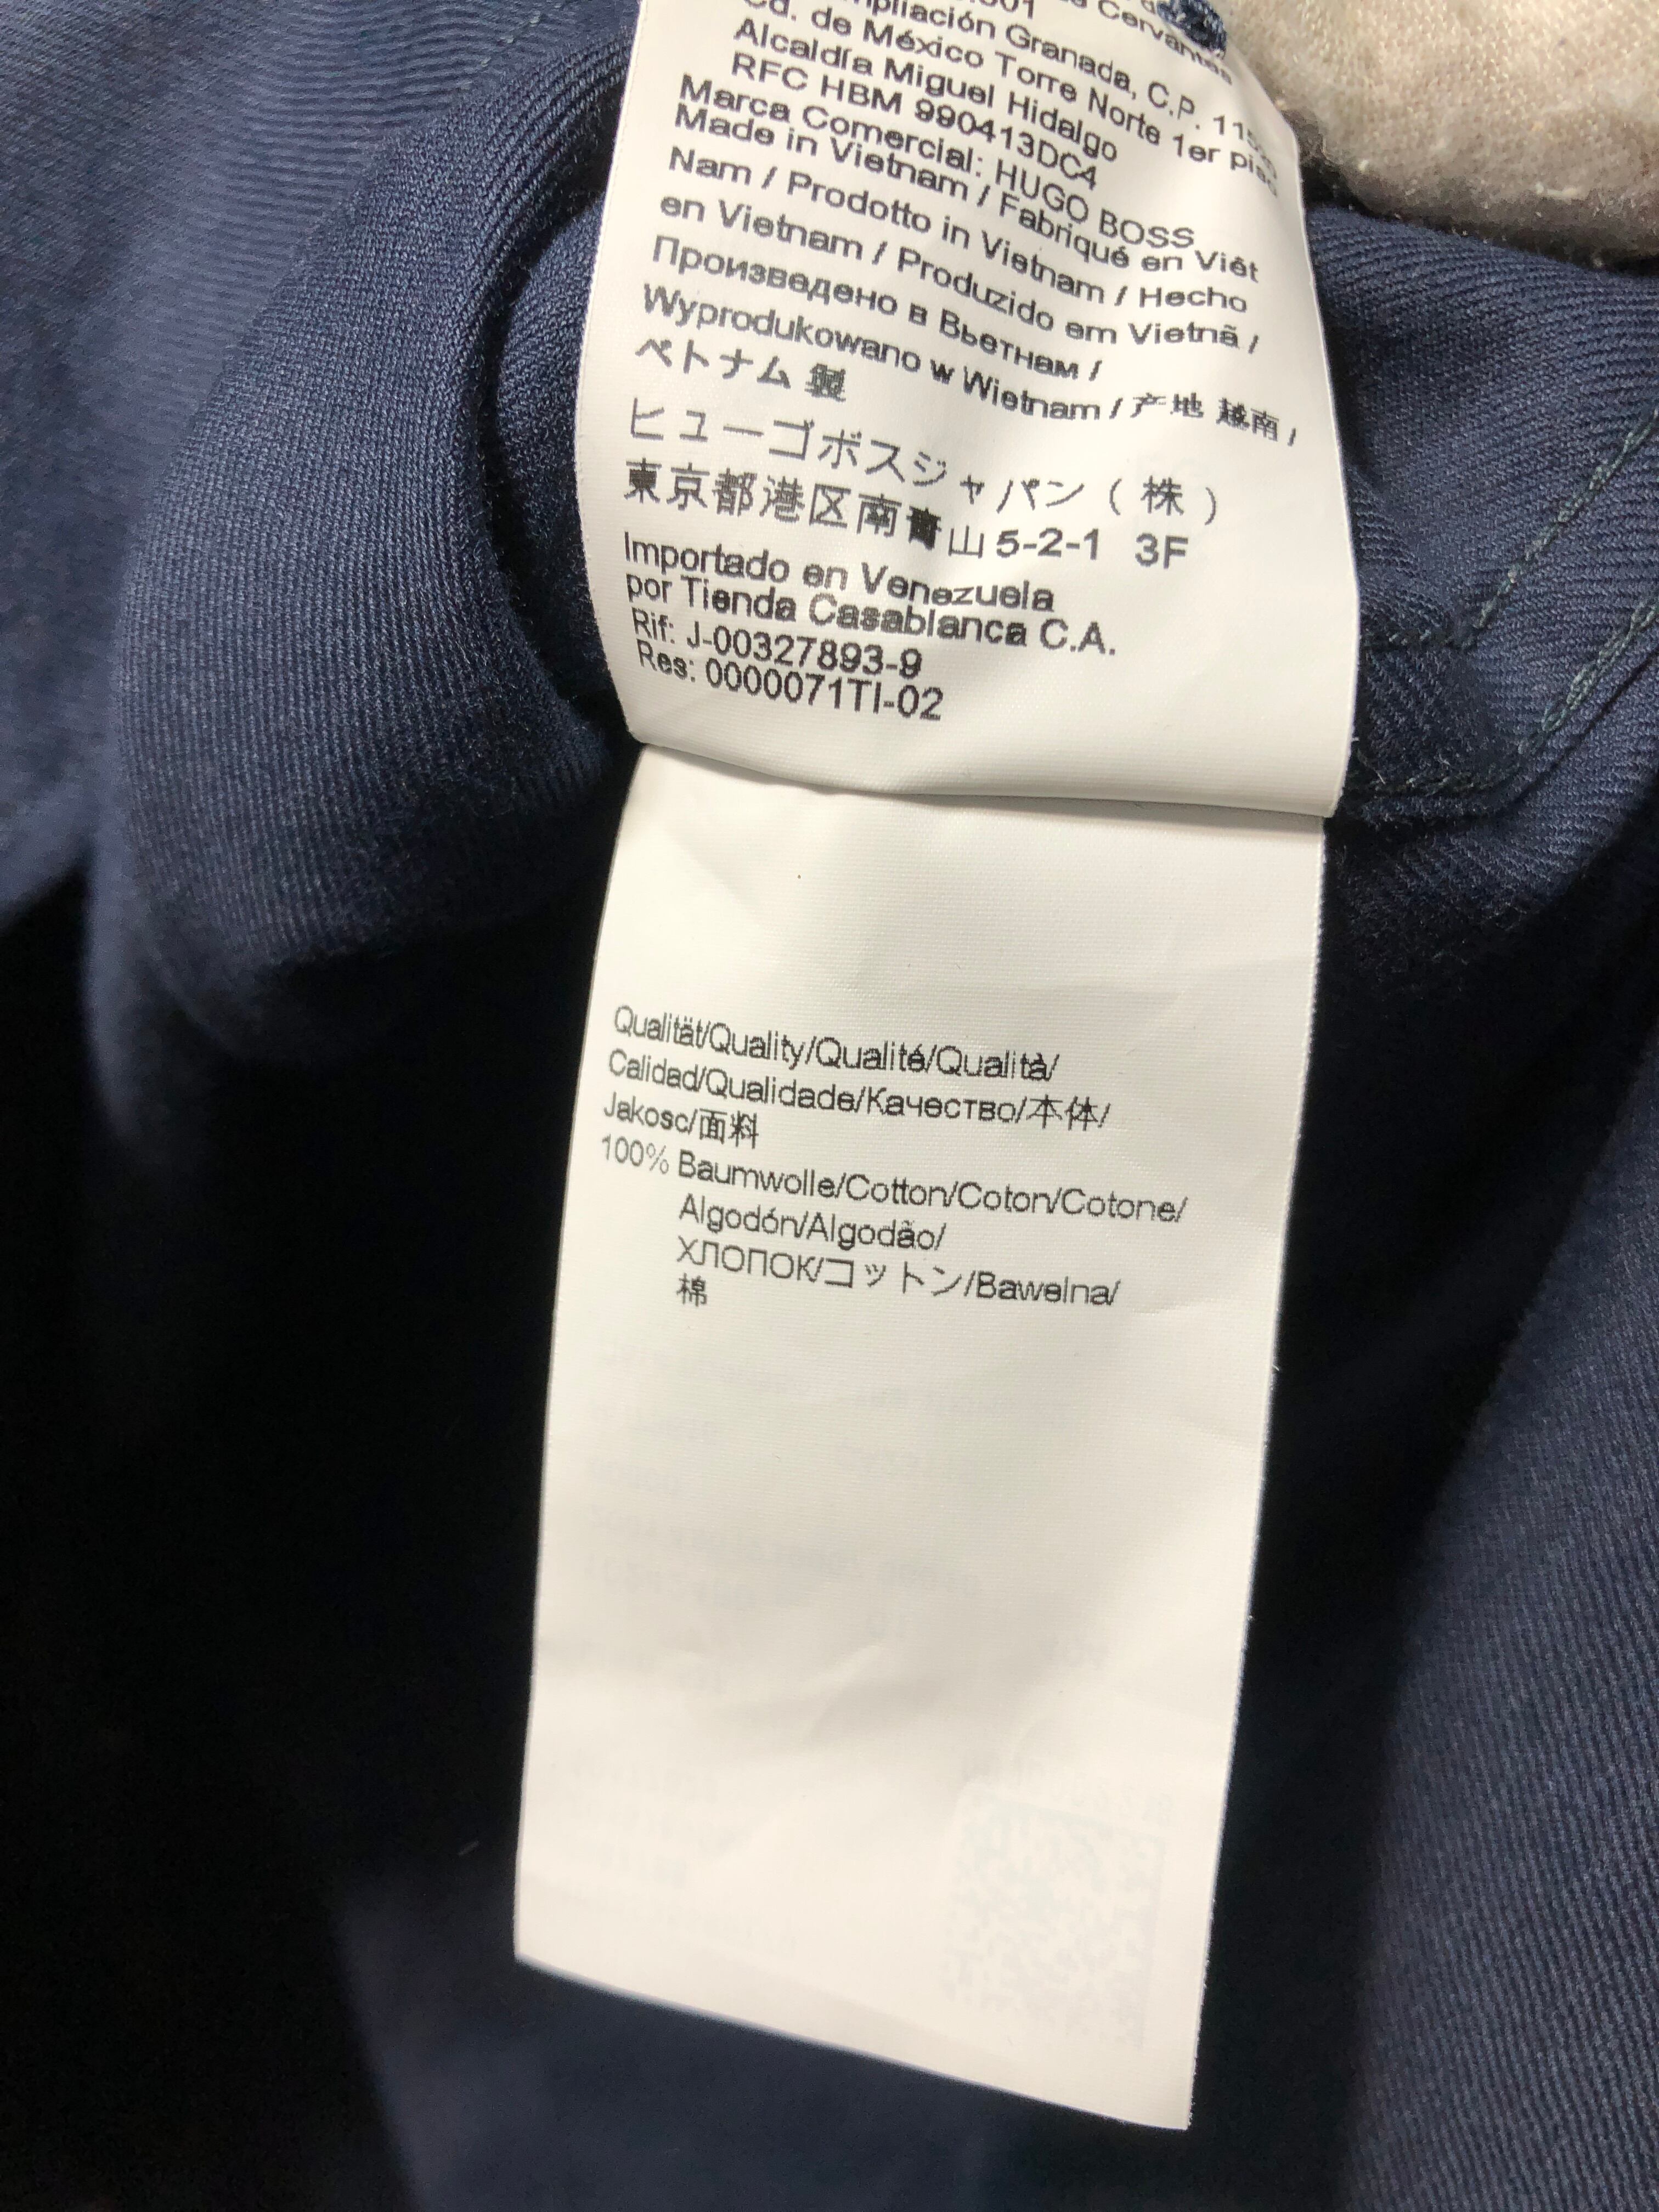 Ampliación Granada, C.P. 115
Cd. de México Torre Norte 1er piso
Alcaldía Miguel Hidalgo
RFC HBM 990413DC4
Marca Comercial: HUGO BOSS
Made in Vietnam / Fabriqué en Viêt
Nam / Prodotto in Vietnam / Hecho
en Vietnam / Produzido em Vietnã /
Произведено в Вьетнам /
Wyprodukowano w Wietnam / 产地 越南 /
ベトナム 製
ヒューゴボスジャパン ( 株 )
東京都港区南青山 5-2-1 3F
Importado en Venezuela
por Tienda Casablanca C.A.
Rif: J-00327893-9
Res: 0000071TI-02
Qualität/Quality/Qualité/Qualità/
Calidad/Qualidade/Качество/本体/
Jakosc/面料
100% Baumwolle/Cotton/Coton/Cotone/
Algodón/Algodão/
ХЛОПОК/コットン/Bawelna/
棉